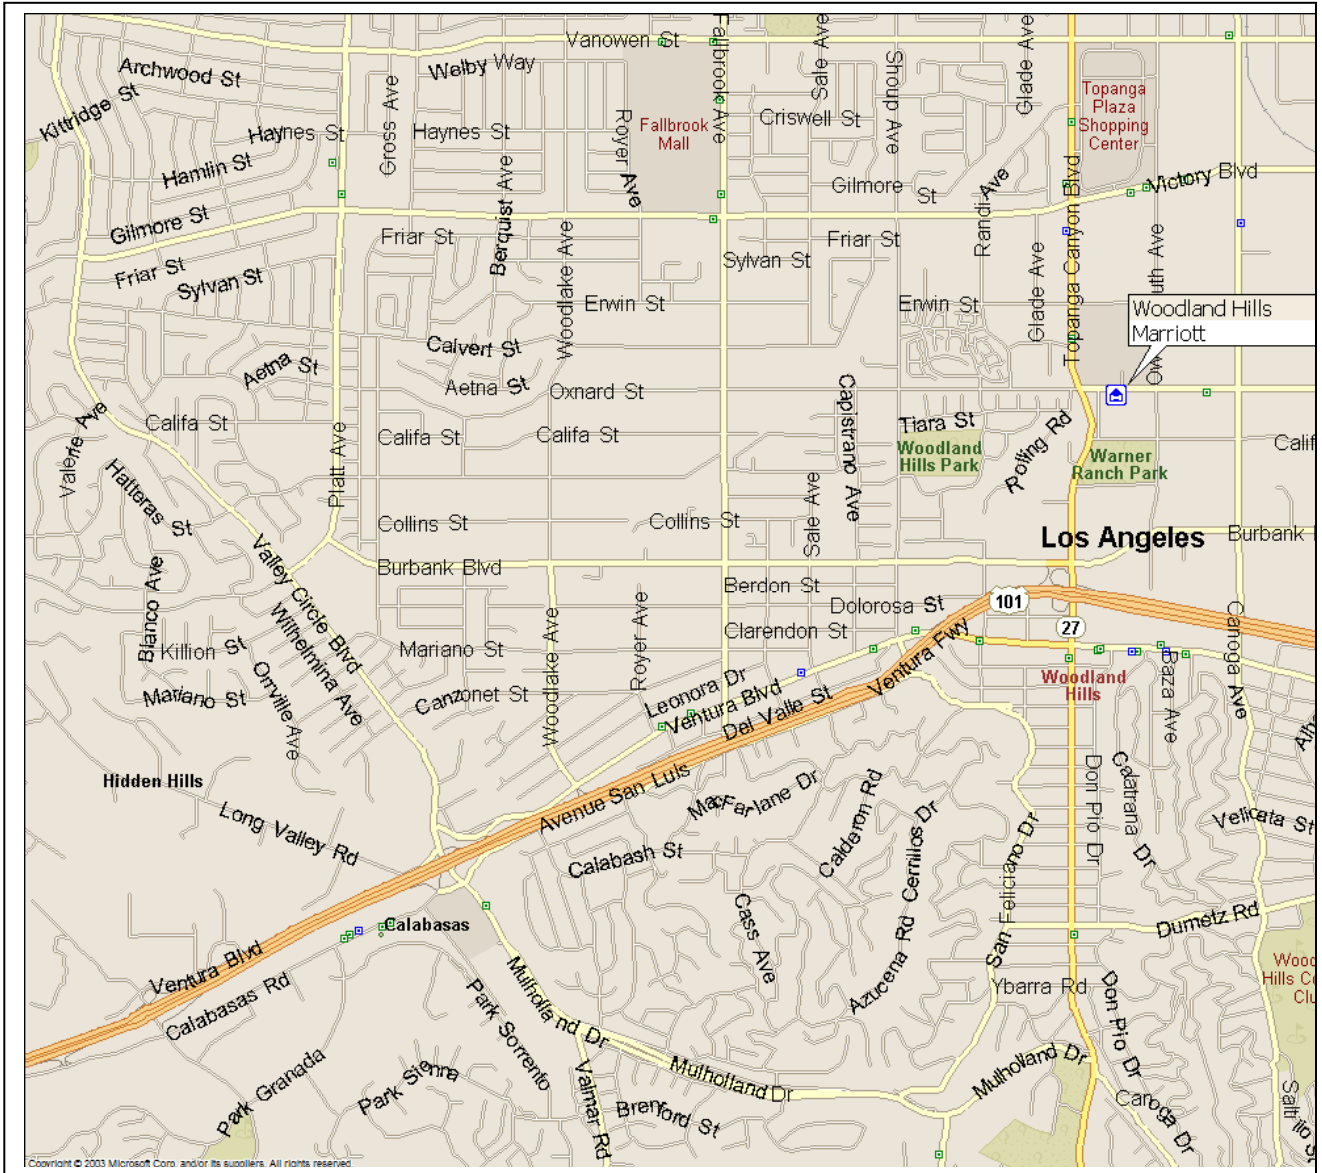 Vanowen St
Fallbrook Ave
Sale Ave
Glade Ave
Archwood St
Welby Way
Shoup Ave
Topanga
Plaza
Shopping
Center
Kittridge St
Gross Ave
Haynes St
Haynes St
Royer Ave
Fallbrook
Mall
Criswell St
Hamlin St
Berquist Ave
Gilmore St
Randi Ave
Topanga Canyon Blvd
Victory Blvd
Gilmore St
Friar St
Woodlake Ave
Friar St
Sylvan St
Glade Ave
Friar St
Sylvan St
Erwin St
Erwin St
Woodland Hills
Marriott
Calvert St
Aetna St
Aetna St
Oxnard St
Capistrano Ave
Valerie Ave
Califa St
Platt Ave
Califa St
Califa St
Tiara St
Rolling Rd
Woodland
Hills Park
Warner
Ranch Park
Calif
Hatteras St
Collins St
Collins St
Sale Ave
Los Angeles
Burbank
Valley Circle Blvd
Burbank Blvd
Blanco Ave
Berdon St
Dolorosa St
101
27
Wilhelmina Ave
Woodlake Ave
Royer Ave
Clarendon St
Ventura Fwy
Canoga Ave
Killion St
Mariano St
Orrville Ave
Mariano St
Canzonet St
Leonora Dr
Ventura Blvd
Del Valle St
Woodland
Hills
Baza Ave
Hidden Hills
Avenue San Luis
MacFarlane Dr
Calderon Rd
Cerrillos Dr
Don Pio Dr
Calatrana Dr
Long Valley Rd
Calabash St
San Feliciano Dr
Velicata St
Calabasas
Cass Ave
Azucena Rd
Dumetz Rd
Ventura Blvd
Calabasas Rd
Park Sorrento
Mulholland Dr
Ybarra Rd
Don Pio Dr
Park Granada
Park Sienna
Valmar Rd
Mulholland Dr
Mulholland Dr
Brenford St
Caroga Dr
Copyright © 2003 Microsoft Corp. and/or its suppliers. All rights reserved.